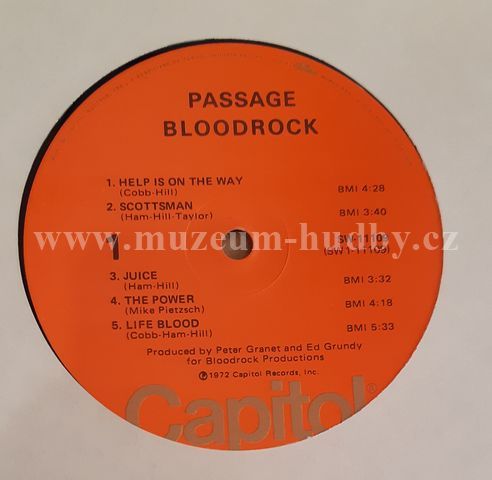 PASSAGE
BLOODROCK
1. HELP IS ON THE WAY
(Cobb-Hill)
BMI 4:28
2. SCOTTSMAN
(Ham-Hill-Taylor)
BMI 3:40
www.muzeum-hudby.cz
1
SW-11109
(SW1-11109)
3. JUICE
(Ham-Hill)
BMI 3:32
4. THE POWER
(Mike Pietzsch)
BMI 4:18
5. LIFE BLOOD
(Cobb-Ham-Hill)
BMI 5:33
Produced by Peter Granet and Ed Grundy
for Bloodrock Productions
Ⓟ1972 Capitol Records, Inc.
Capitol®